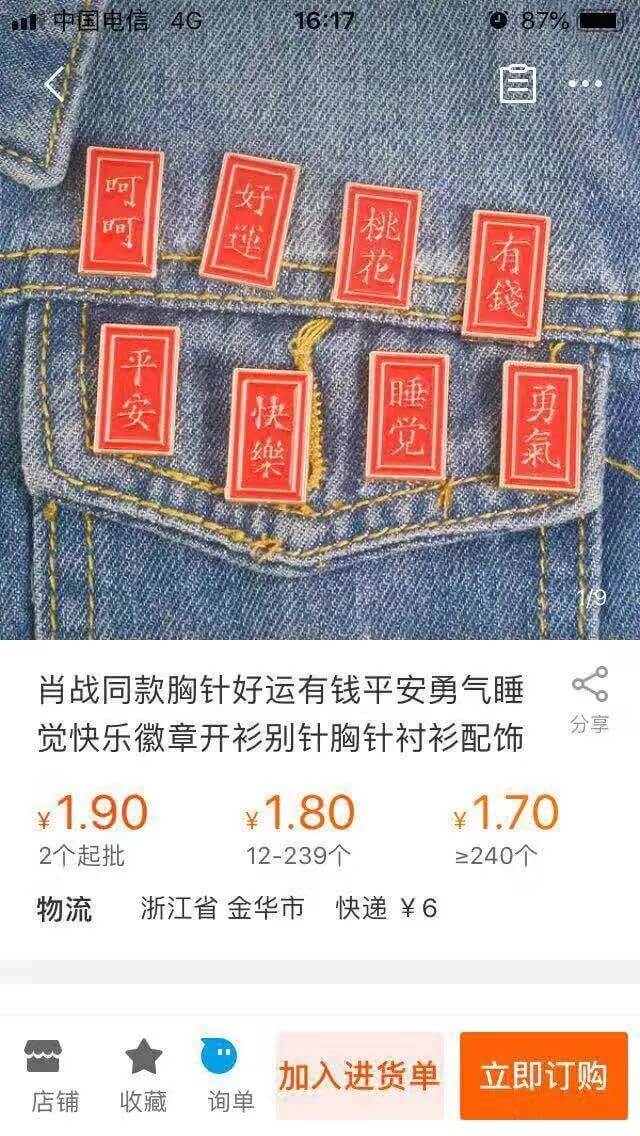 中国电信 4G 16:17 87%
呵呵
好運
桃花
有錢
平安
快樂
睡觉
勇氣
1/9
肖战同款胸针好运有钱平安勇气睡
觉快乐徽章开衫别针胸针衬衫配饰
分享
¥1.90 ¥1.80 ¥1.70
2个起批 12-239个 ≥240个
物流 浙江省 金华市 快递 ¥6
店铺 收藏 询单 加入进货单 立即订购